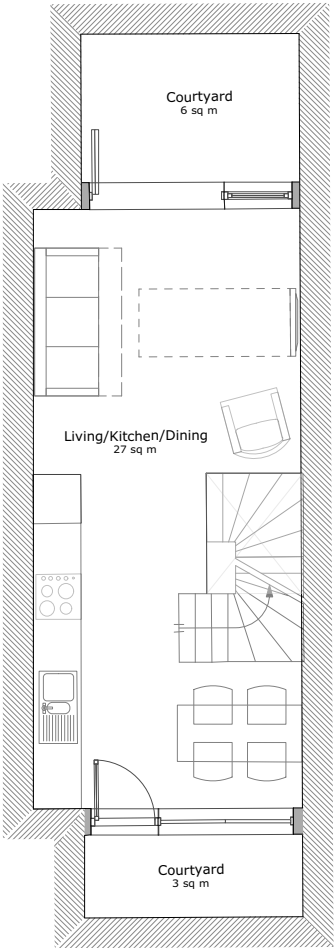 Courtyard
6 sq m
Living/Kitchen/Dining
27 sq m
Courtyard
3 sq m